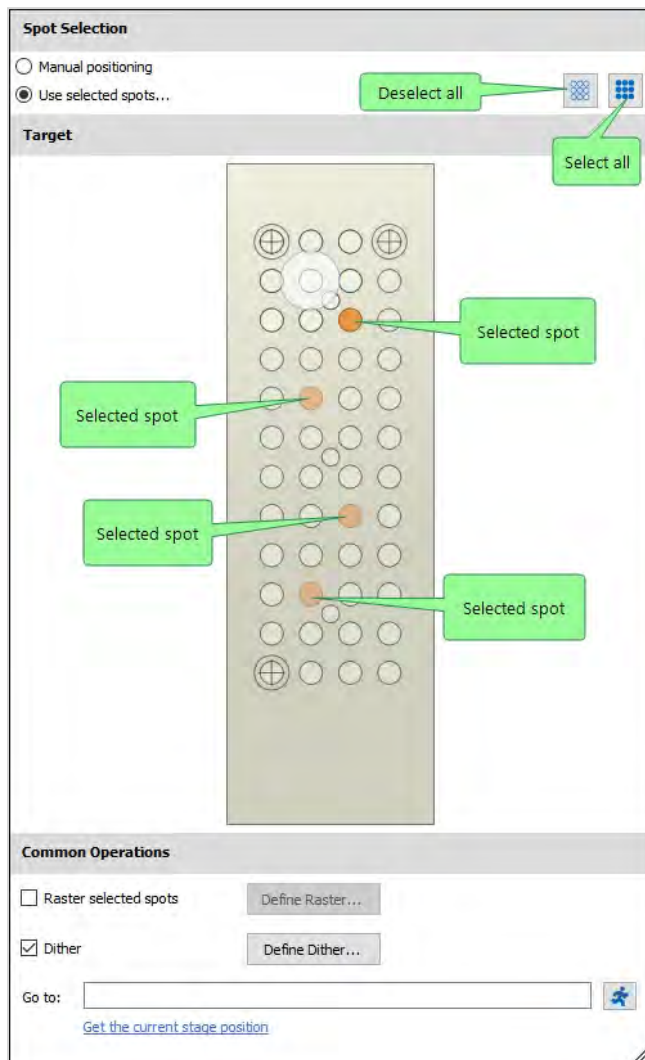 Spot Selection
Manual positioning
Use selected spots...
Deselect all
Select all
Target
Selected spot
Selected spot
Selected spot
Selected spot
Common Operations
Raster selected spots
Define Raster...
Dither
Define Dither...
Go to:
Get the current stage position